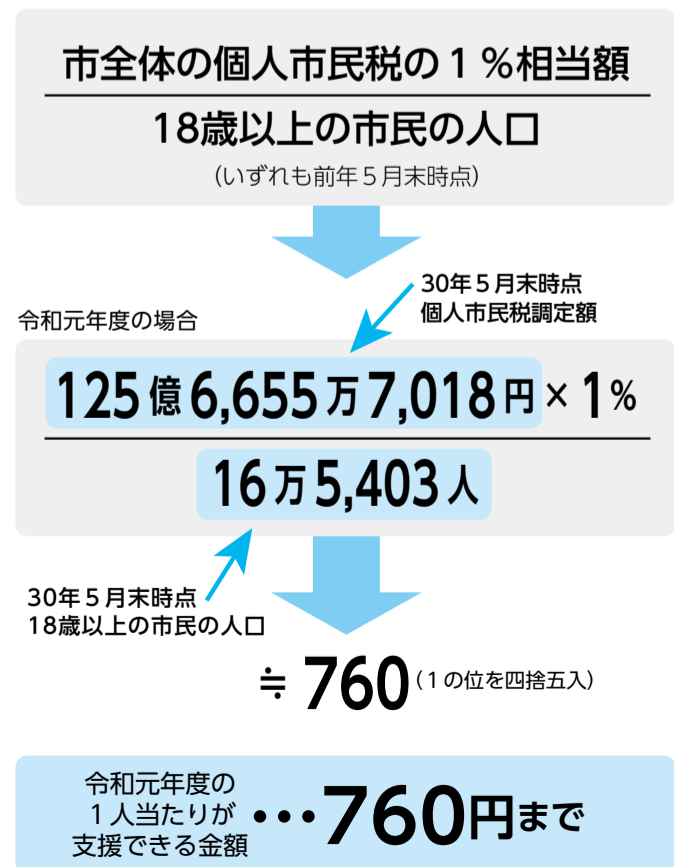 市全体の個人市民税の1%相当額
18歳以上の市民の人口
(いずれも前年5月末時点)
30年5月末時点
個人市民税調定額
令和元年度の場合
125億6,655万7,018円×1%
16万5,403人
30年5月末時点
18歳以上の市民の人口
≒760(1の位を四捨五入)
令和元年度の
1人当たりが
支援できる金額
…760円まで